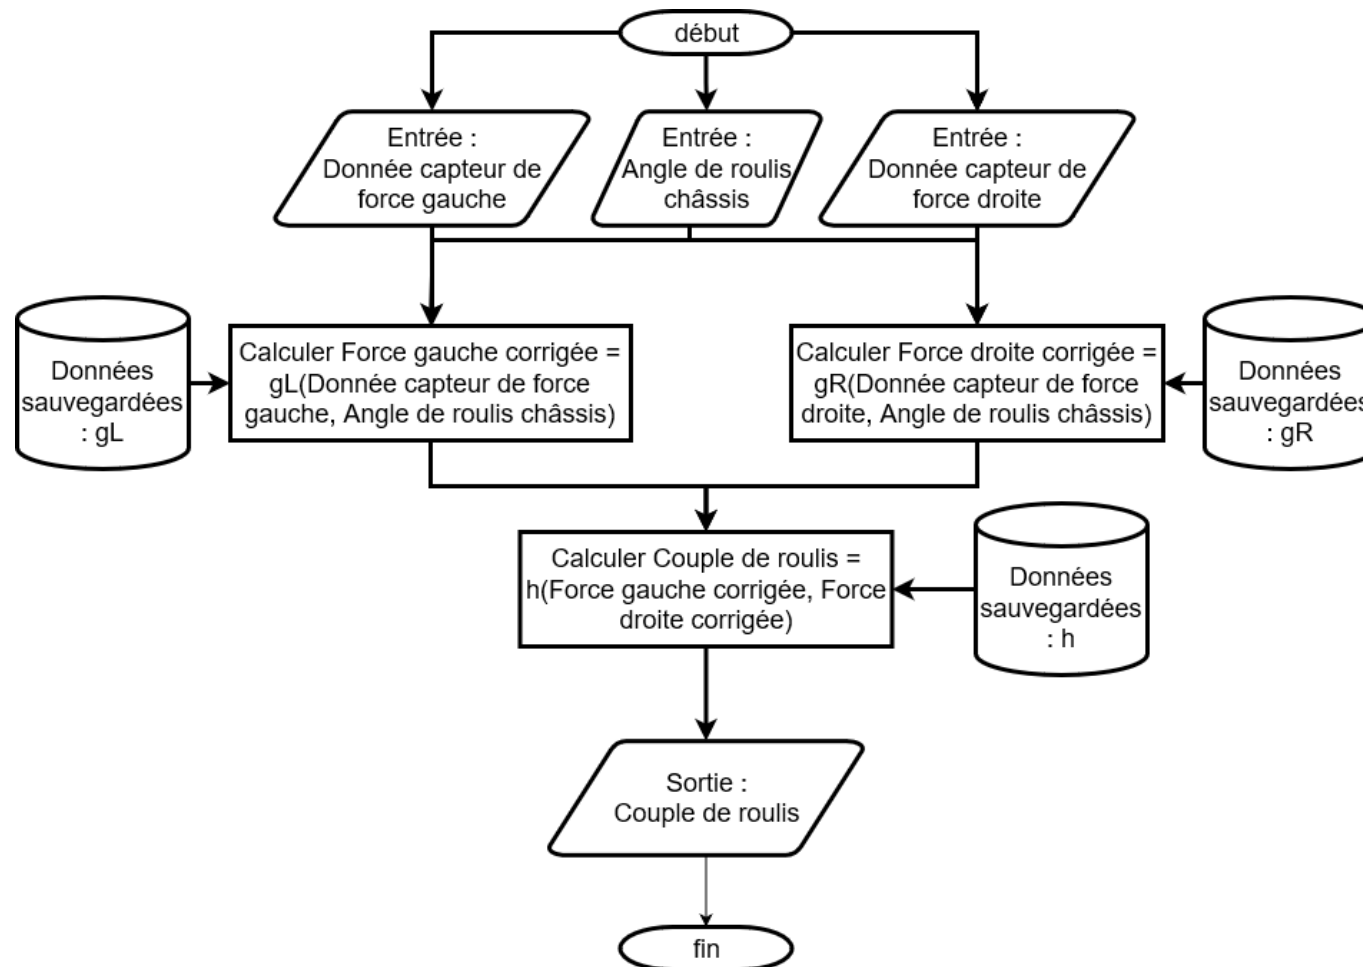 début
Entrée :
Donnée capteur de
force gauche
Entrée :
Angle de roulis
châssis
Entrée :
Donnée capteur de
force droite
Données
sauvegardées
: gL
Calculer Force gauche corrigée =
gL(Donnée capteur de force
gauche, Angle de roulis châssis)
Calculer Force droite corrigée =
gR(Donnée capteur de force
droite, Angle de roulis châssis)
Données
sauvegardées
: gR
Calculer Couple de roulis =
h(Force gauche corrigée, Force
droite corrigée)
Données
sauvegardées
: h
Sortie :
Couple de roulis
fin